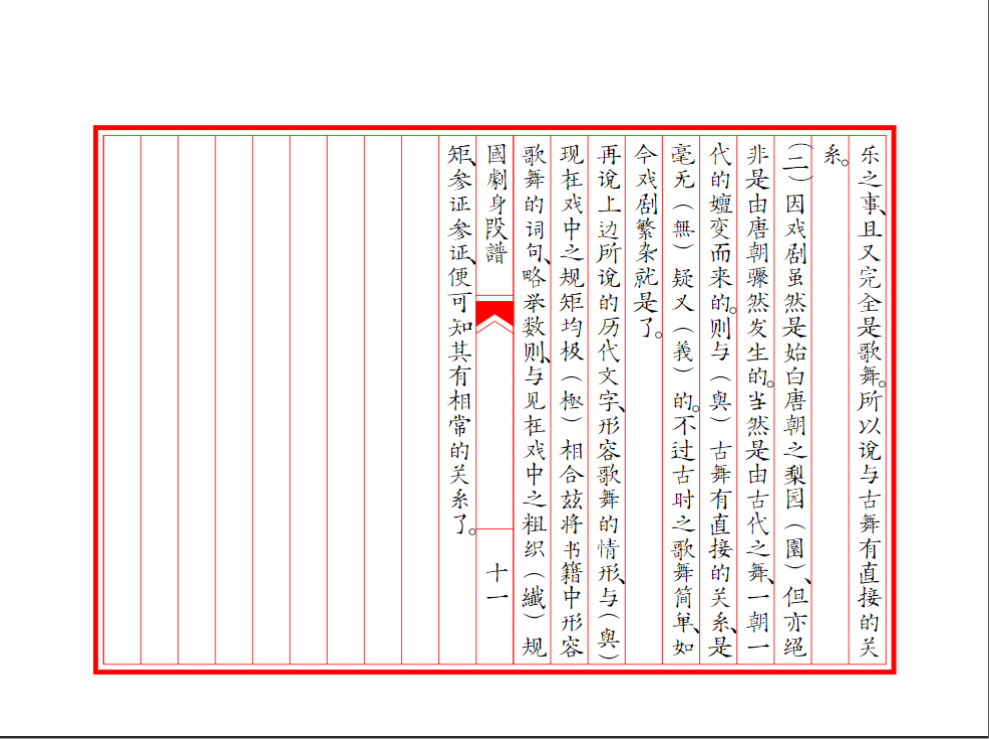 乐之事、且又完全是歌舞。所以说与古舞有直接的关
系。
（二）因戏剧虽然是始白唐朝之梨园（園）、但亦绝
非是由唐朝骤然发生的。当然是由古代之舞、一朝一
代的嬗变而来的。则与（與）古舞有直接的关系、是
毫无（無）疑义（義）的。不过古时之歌舞简单、如
今戏剧繁杂就是了。
再说上边所说的历代文字、形容歌舞的情形、与（與）
现在戏中之规矩均极（極）相合兹将书籍中形容
歌舞的词句、略举数则、与见在戏中之粗织（纖）规
國劇身段譜
十一
矩、参证参证、便可知其有相常的关系了。